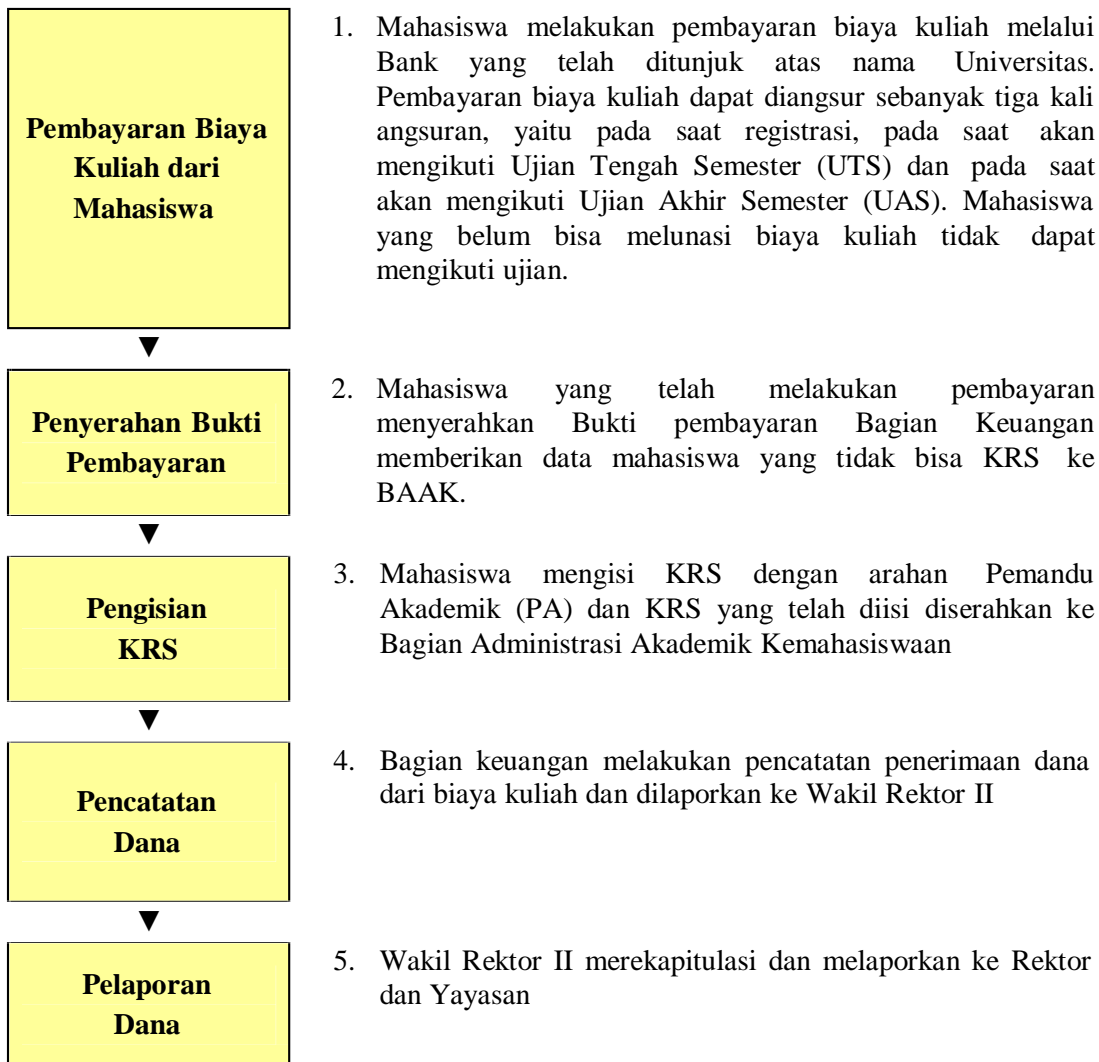 Pembayaran Biaya
Kuliah dari
Mahasiswa
1. Mahasiswa melakukan pembayaran biaya kuliah melalui
Bank yang telah ditunjuk atas nama Universitas.
Pembayaran biaya kuliah dapat diangsur sebanyak tiga kali
angsuran, yaitu pada saat registrasi, pada saat akan
mengikuti Ujian Tengah Semester (UTS) dan pada saat
akan mengikuti Ujian Akhir Semester (UAS). Mahasiswa
yang belum bisa melunasi biaya kuliah tidak dapat
mengikuti ujian.
▼
Penyerahan Bukti
Pembayaran
2. Mahasiswa yang telah melakukan pembayaran
menyerahkan Bukti pembayaran Bagian Keuangan
memberikan data mahasiswa yang tidak bisa KRS ke
BAAK.
▼
Pengisian
KRS
3. Mahasiswa mengisi KRS dengan arahan Pemandu
Akademik (PA) dan KRS yang telah diisi diserahkan ke
Bagian Administrasi Akademik Kemahasiswaan
▼
Pencatatan
Dana
4. Bagian keuangan melakukan pencatatan penerimaan dana
dari biaya kuliah dan dilaporkan ke Wakil Rektor II
▼
Pelaporan
Dana
5. Wakil Rektor II merekapitulasi dan melaporkan ke Rektor
dan Yayasan